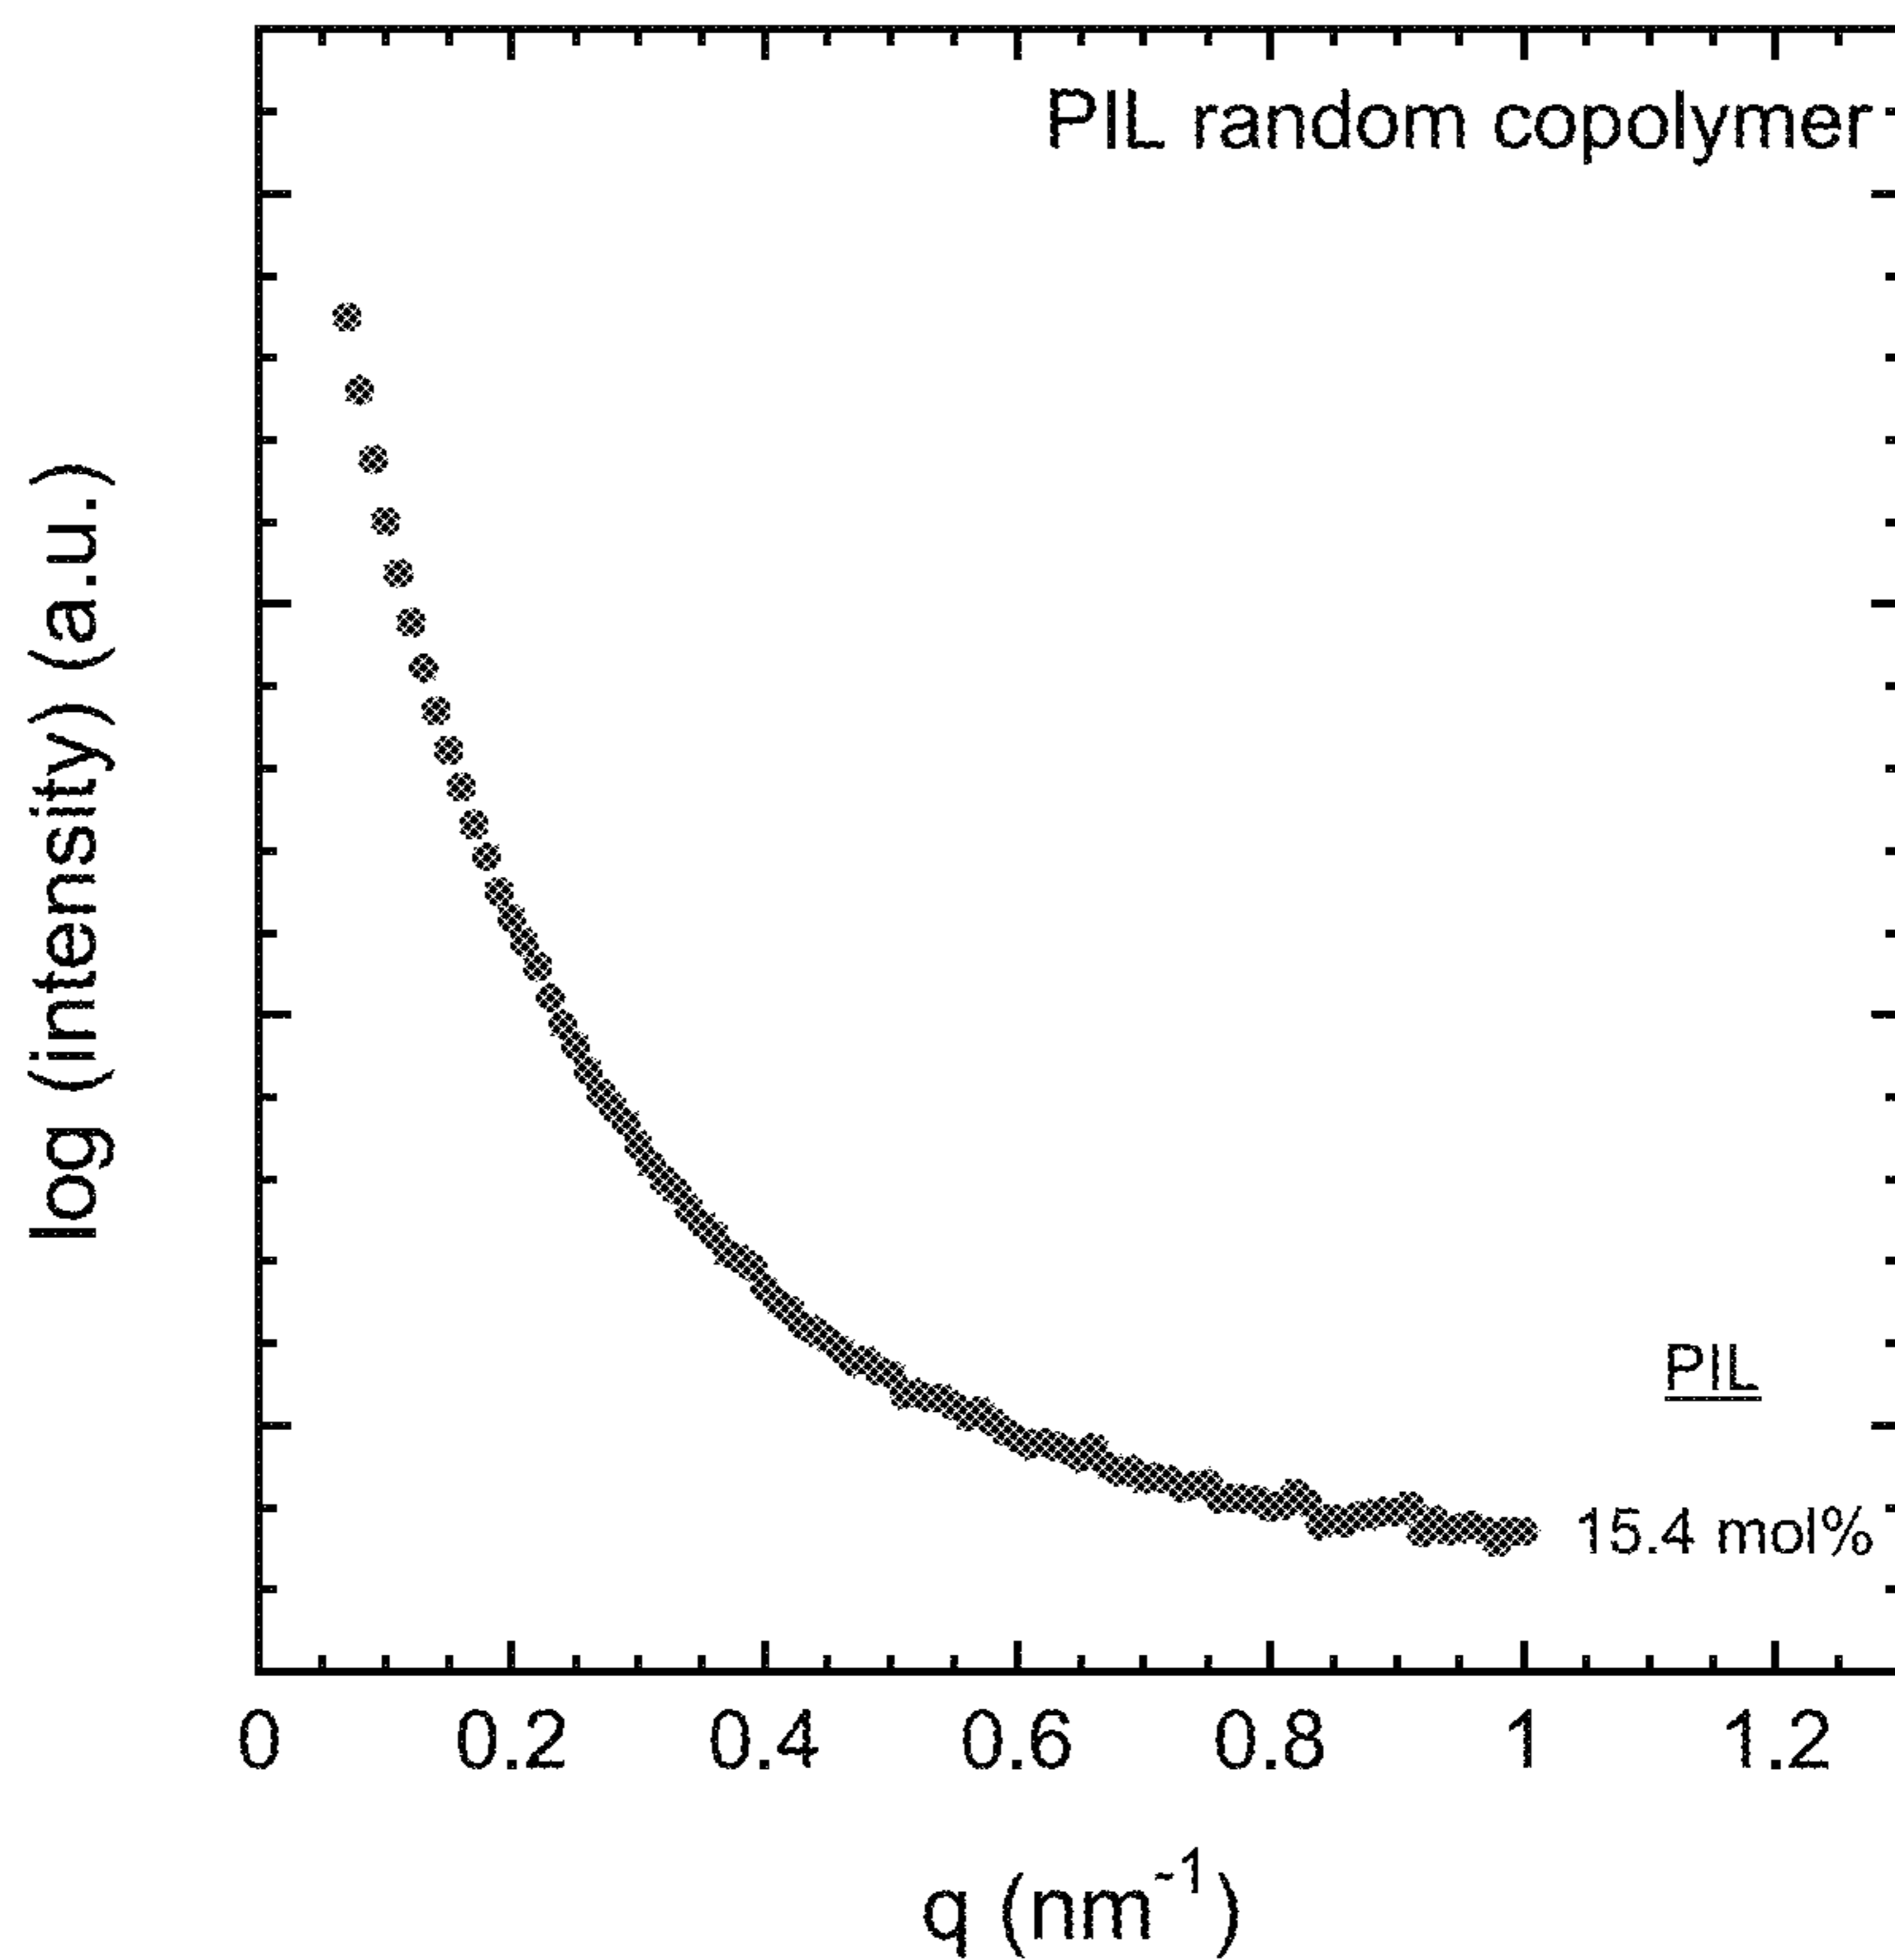 PIL random copolymer
log (intensity) (a.u.)
PIL
15.4 mol%
0 0.2 0.4 0.6 0.8 1 1.2
q (nm⁻¹)